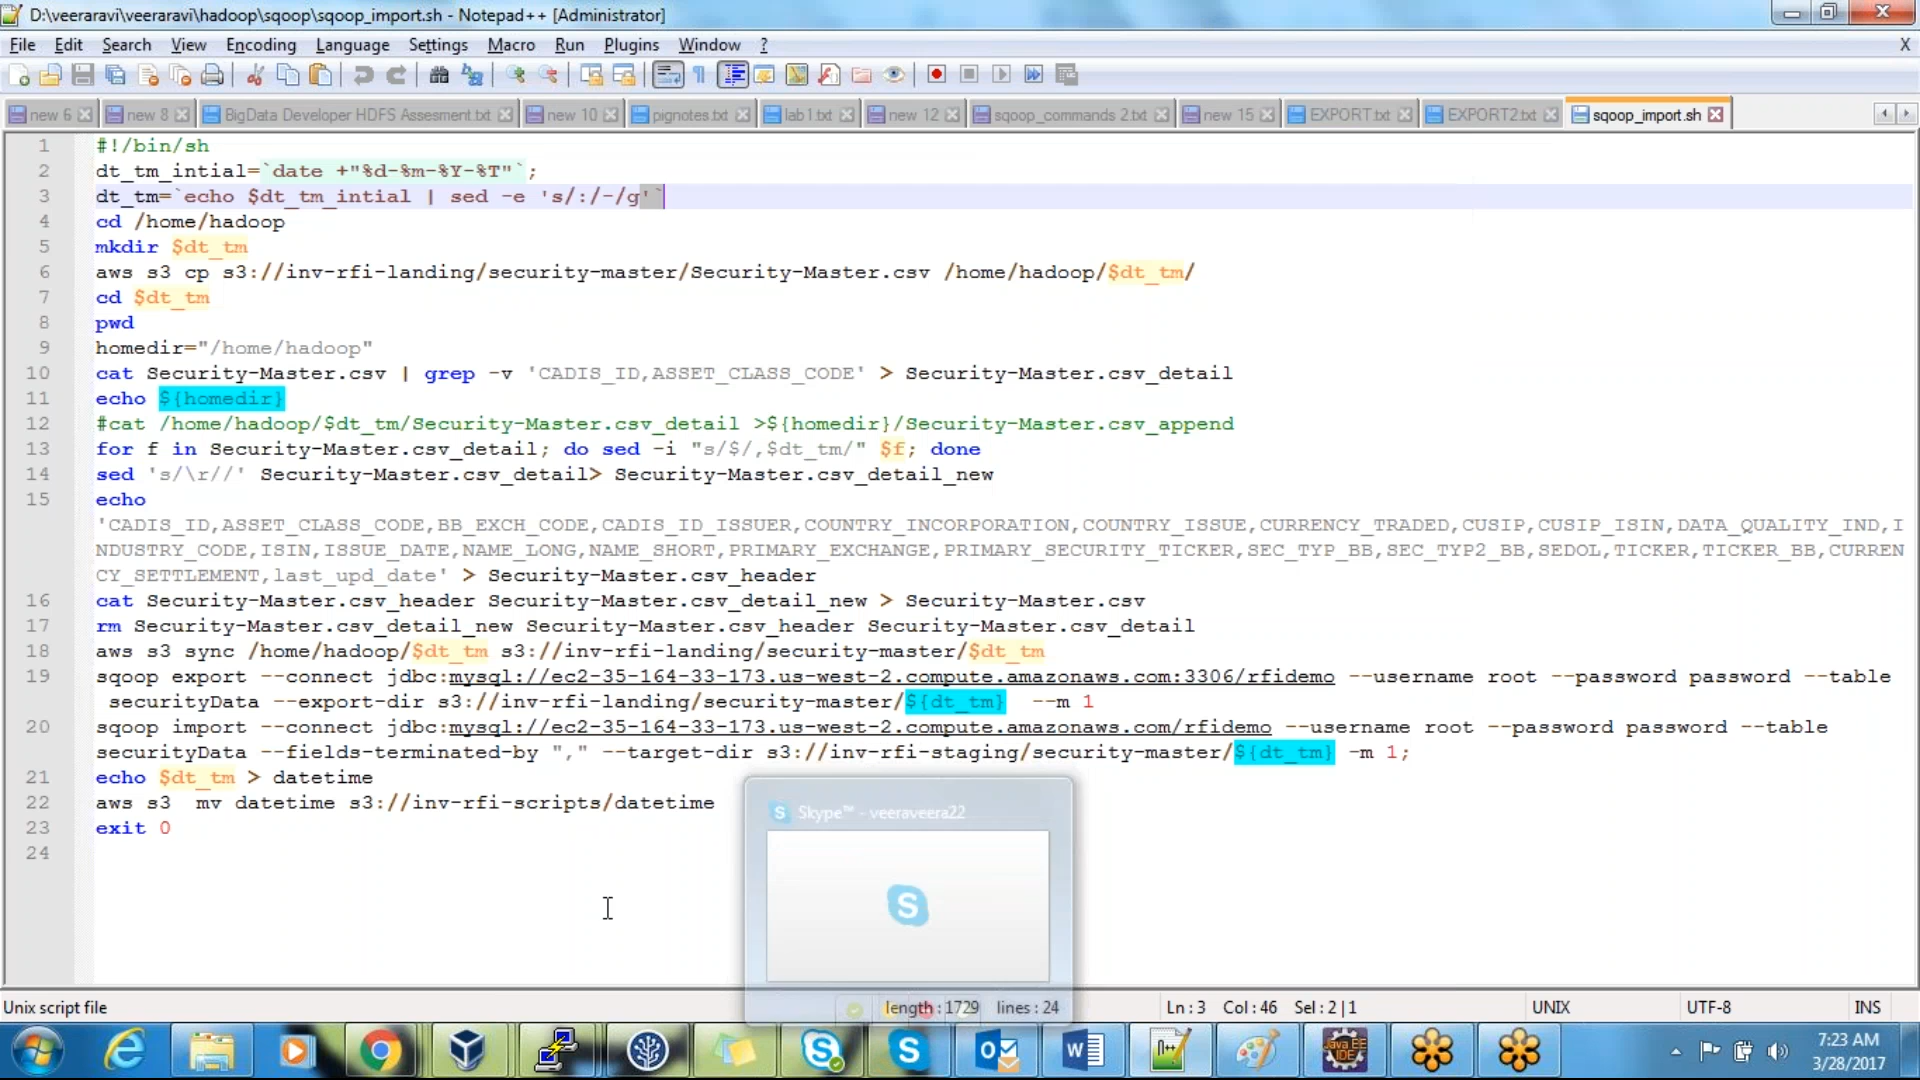 D:\veeraravi\veeraravi\hadoop\sqoop\sqoop_import.sh - Notepad++ [Administrator]
File Edit Search View Encoding Language Settings Macro Run Plugins Window ? X
new 6 new 8 BigData Developer HDFS Assesment.txt new 10 pignotes.txt lab1.txt new 12 sqoop_commands 2.txt new 15 EXPORT.txt EXPORT2.txt sqoop_import.sh
1 #!/bin/sh
2 dt_tm_intial=`date +"%d-%m-%Y-%T"`;
3 dt_tm=`echo $dt_tm_intial | sed -e 's/:/-/g'`
4 cd /home/hadoop
5 mkdir $dt_tm
6 aws s3 cp s3://inv-rfi-landing/security-master/Security-Master.csv /home/hadoop/$dt_tm/
7 cd $dt_tm
8 pwd
9 homedir="/home/hadoop"
10 cat Security-Master.csv | grep -v 'CADIS_ID,ASSET_CLASS_CODE' > Security-Master.csv_detail
11 echo ${homedir}
12 #cat /home/hadoop/$dt_tm/Security-Master.csv_detail >${homedir}/Security-Master.csv_append
13 for f in Security-Master.csv_detail; do sed -i "s/$/,$dt_tm/" $f; done
14 sed 's/\r//' Security-Master.csv_detail> Security-Master.csv_detail_new
15 echo
'CADIS_ID,ASSET_CLASS_CODE,BB_EXCH_CODE,CADIS_ID_ISSUER,COUNTRY_INCORPORATION,COUNTRY_ISSUE,CURRENCY_TRADED,CUSIP,CUSIP_ISIN,DATA_QUALITY_IND,I
NDUSTRY_CODE,ISIN,ISSUE_DATE,NAME_LONG,NAME_SHORT,PRIMARY_EXCHANGE,PRIMARY_SECURITY_TICKER,SEC_TYP_BB,SEC_TYP2_BB,SEDOL,TICKER,TICKER_BB,CURREN
CY_SETTLEMENT,last_upd_date' > Security-Master.csv_header
16 cat Security-Master.csv_header Security-Master.csv_detail_new > Security-Master.csv
17 rm Security-Master.csv_detail_new Security-Master.csv_header Security-Master.csv_detail
18 aws s3 sync /home/hadoop/$dt_tm s3://inv-rfi-landing/security-master/$dt_tm
19 sqoop export --connect jdbc:mysql://ec2-35-164-33-173.us-west-2.compute.amazonaws.com:3306/rfidemo --username root --password password --table
securityData --export-dir s3://inv-rfi-landing/security-master/${dt_tm} --m 1
20 sqoop import --connect jdbc:mysql://ec2-35-164-33-173.us-west-2.compute.amazonaws.com/rfidemo --username root --password password --table
securityData --fields-terminated-by "," --target-dir s3://inv-rfi-staging/security-master/${dt_tm} -m 1;
21 echo $dt_tm > datetime
22 aws s3  mv datetime s3://inv-rfi-scripts/datetime
23 exit 0
24
Skype™ - veeraveera22
Unix script file length : 1729 lines : 24 Ln : 3 Col : 46 Sel : 2 | 1 UNIX UTF-8 INS
Java EE IDE
7:23 AM
3/28/2017